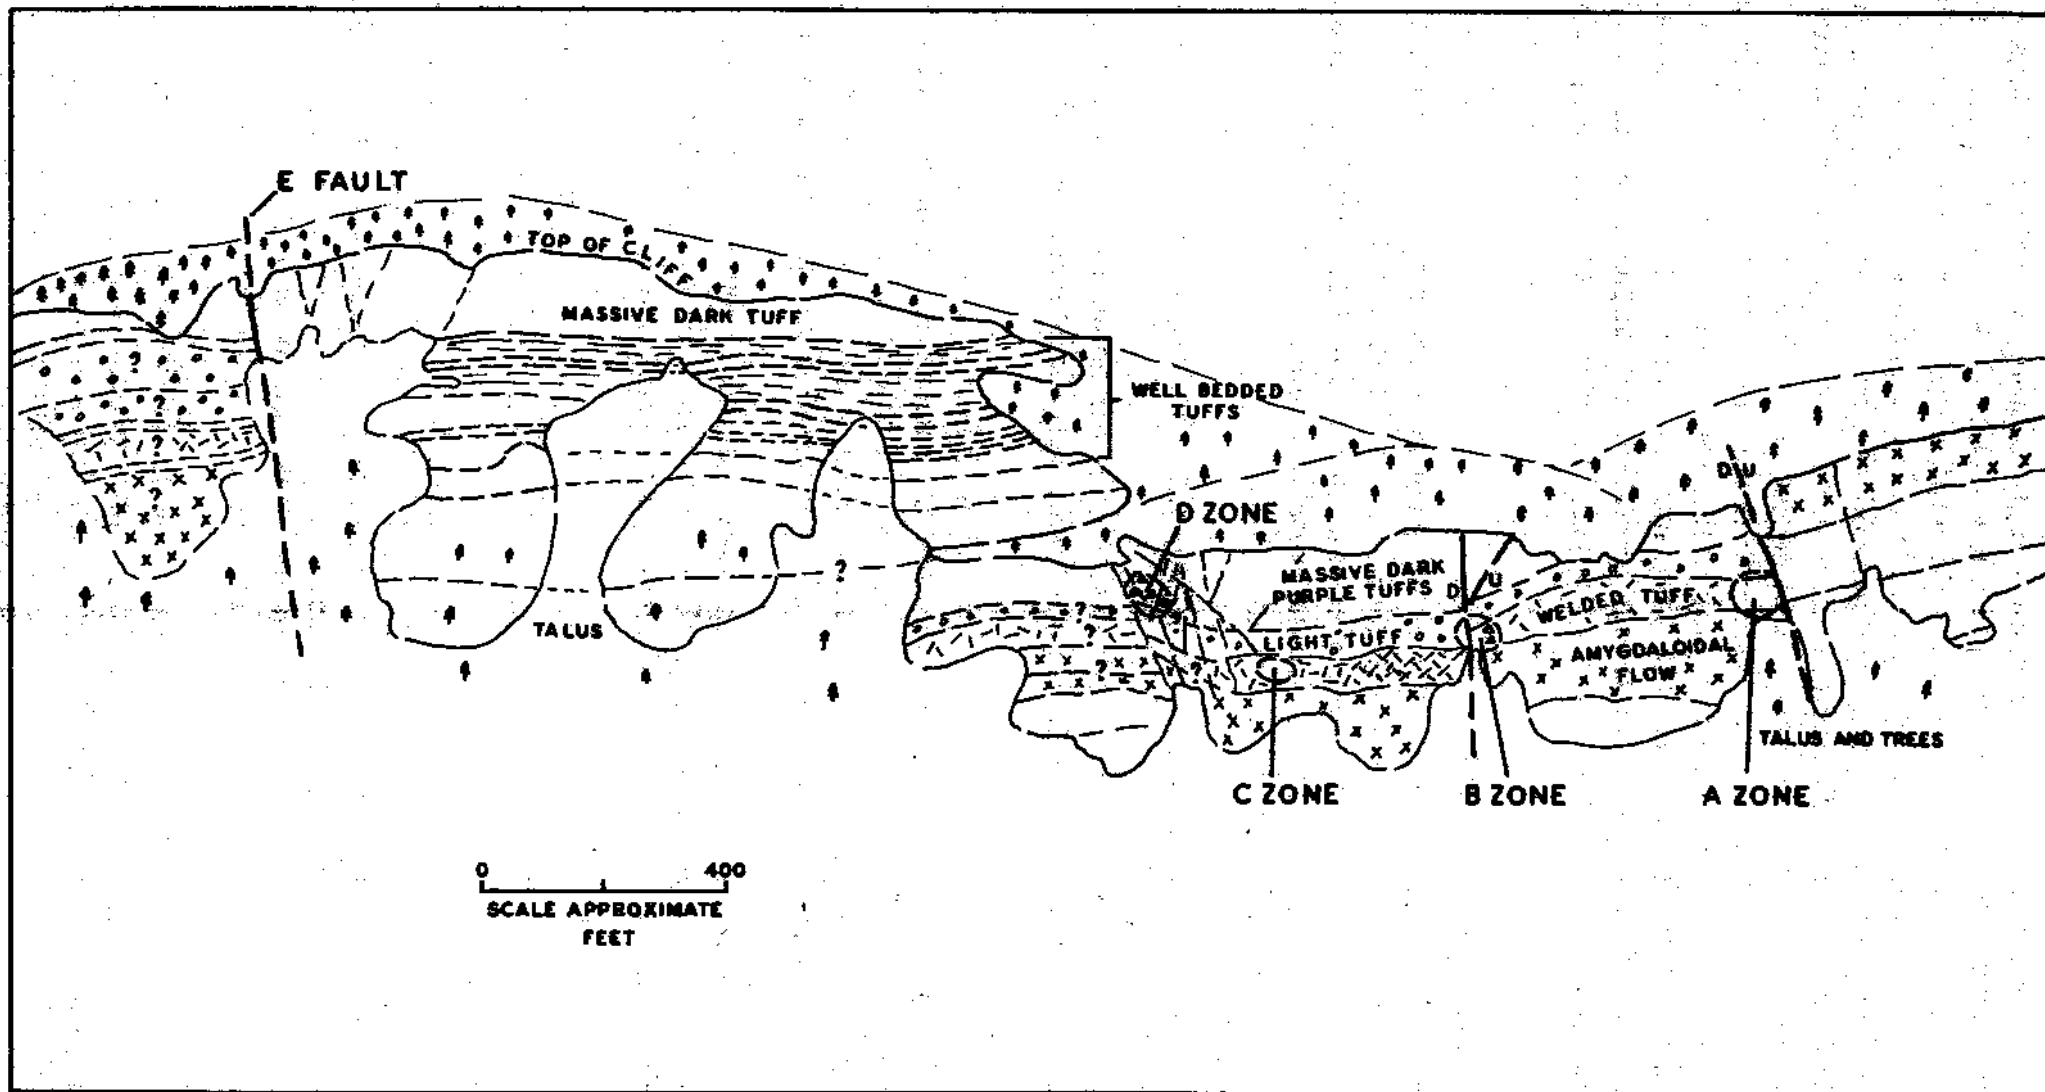 E FAULT
TOP OF CLIFF
MASSIVE DARK TUFF
?
WELL BEDDED
TUFFS
?
?
?
D U
D ZONE
?
MASSIVE DARK
PURPLE TUFFS
D U
WELDED TUFF
?
?
LIGHT TUFF
AMYGDALOIDAL
FLOW
TALUS
?
?
TALUS AND TREES
C ZONE
B ZONE
A ZONE
0 400
SCALE APPROXIMATE
FEET